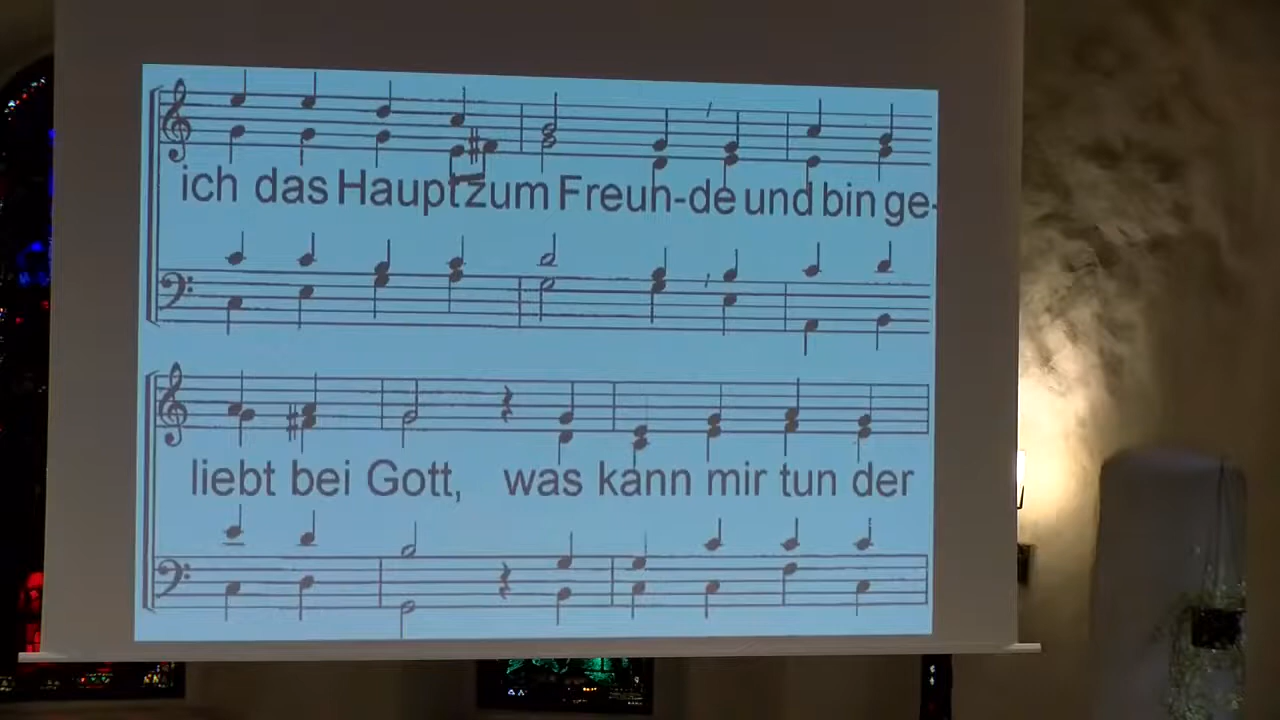 ich das Haupt zum Freun-de und bin ge-
liebt bei Gott, was kann mir tun der